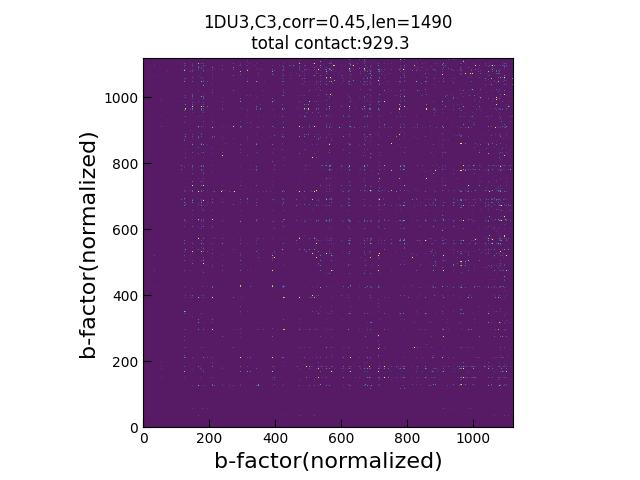 1DU3,C3,corr=0.45,len=1490
total contact:929.3
1000
800
600
400
200
0
b-factor(normalized)
0 200 400 600 800 1000
b-factor(normalized)